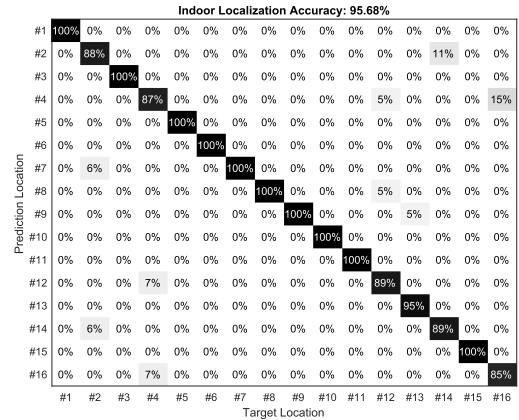 Indoor Localization Accuracy: 95.68%
#1 100% 0% 0% 0% 0% 0% 0% 0% 0% 0% 0% 0% 0% 0% 0% 0%
#2 0% 88% 0% 0% 0% 0% 0% 0% 0% 0% 0% 0% 0% 11% 0% 0%
#3 0% 0% 100% 0% 0% 0% 0% 0% 0% 0% 0% 0% 0% 0% 0% 0%
#4 0% 0% 0% 87% 0% 0% 0% 0% 0% 0% 0% 5% 0% 0% 0% 15%
#5 0% 0% 0% 0% 100% 0% 0% 0% 0% 0% 0% 0% 0% 0% 0% 0%
#6 0% 0% 0% 0% 0% 100% 0% 0% 0% 0% 0% 0% 0% 0% 0% 0%
#7 0% 6% 0% 0% 0% 0% 100% 0% 0% 0% 0% 0% 0% 0% 0% 0%
#8 0% 0% 0% 0% 0% 0% 0% 100% 0% 0% 0% 5% 0% 0% 0% 0%
#9 0% 0% 0% 0% 0% 0% 0% 0% 100% 0% 0% 0% 5% 0% 0% 0%
#10 0% 0% 0% 0% 0% 0% 0% 0% 0% 100% 0% 0% 0% 0% 0% 0%
#11 0% 0% 0% 0% 0% 0% 0% 0% 0% 0% 100% 0% 0% 0% 0% 0%
#12 0% 0% 0% 7% 0% 0% 0% 0% 0% 0% 0% 89% 0% 0% 0% 0%
#13 0% 0% 0% 0% 0% 0% 0% 0% 0% 0% 0% 0% 95% 0% 0% 0%
#14 0% 6% 0% 0% 0% 0% 0% 0% 0% 0% 0% 0% 0% 89% 0% 0%
#15 0% 0% 0% 0% 0% 0% 0% 0% 0% 0% 0% 0% 0% 0% 100% 0%
#16 0% 0% 0% 7% 0% 0% 0% 0% 0% 0% 0% 0% 0% 0% 0% 85%
#1 #2 #3 #4 #5 #6 #7 #8 #9 #10 #11 #12 #13 #14 #15 #16
Target Location
Prediction Location